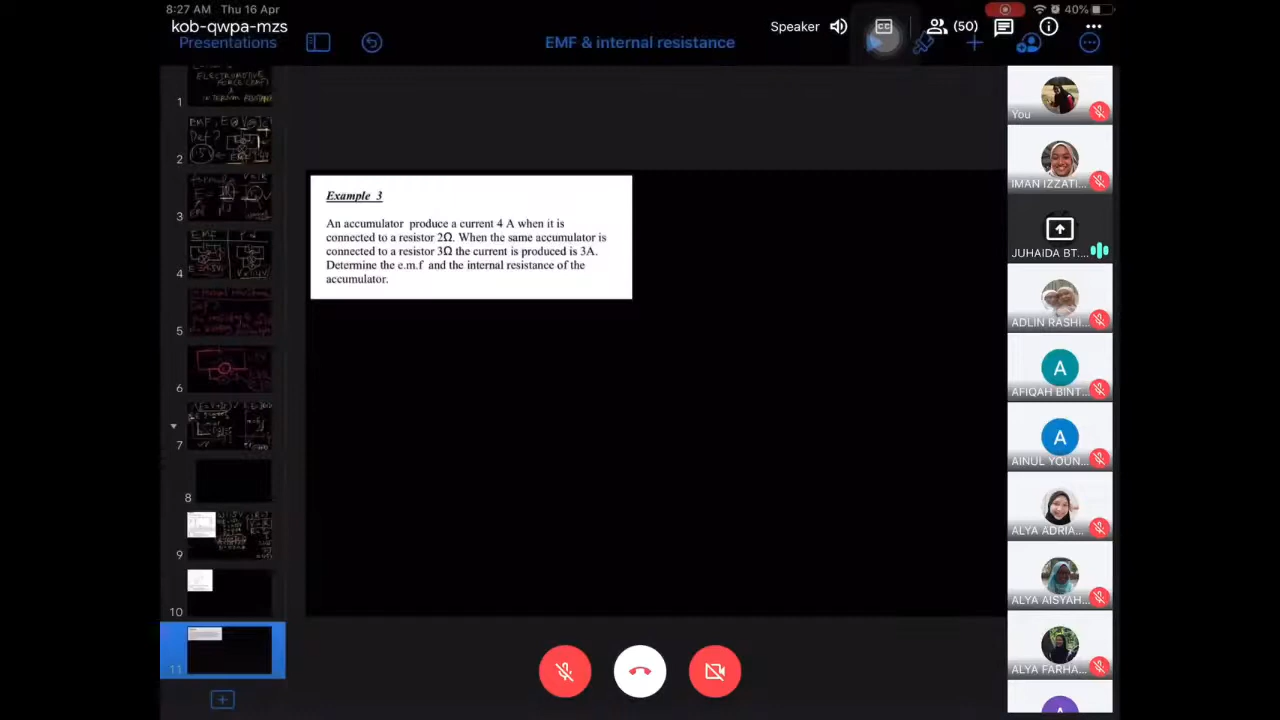 8:27 AM Thu 16 Apr
40%
kob-qwpa-mzs
Speaker
(50)
Presentations
EMF & internal resistance
1
ELECTROMOTIVE
2
3
4
5
6
7
8
9
10
11
Example 3
An accumulator produce a current 4 A when it is
connected to a resistor 2Ω. When the same accumulator is
connected to a resistor 3Ω the current is produced is 3A.
Determine the e.m.f and the internal resistance of the
accumulator.
You
IMAN IZZATI...
JUHAIDA BT....
ADLIN RASHI...
A
AFIQAH BINT...
A
AINUL YOUN...
ALYA ADRIA...
ALYA AISYAH...
ALYA FARHA...